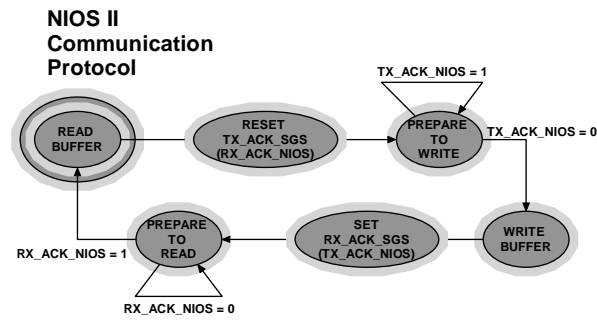 NIOS II
Communication
Protocol
TX_ACK_NIOS = 1
READ
BUFFER
RESET
TX_ACK_SGS
(RX_ACK_NIOS)
PREPARE
TO
WRITE
TX_ACK_NIOS = 0
PREPARE
TO
READ
SET
RX_ACK_SGS
(TX_ACK_NIOS)
WRITE
BUFFER
RX_ACK_NIOS = 1
RX_ACK_NIOS = 0